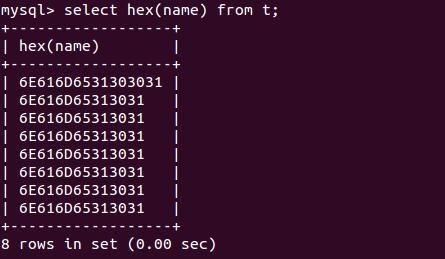 mysql> select hex(name) from t;
+------------------+
| hex(name)        |
+------------------+
| 6E616D6531303031 |
| 6E616D65313031   |
| 6E616D65313031   |
| 6E616D65313031   |
| 6E616D65313031   |
| 6E616D65313031   |
| 6E616D65313031   |
| 6E616D65313031   |
+------------------+
8 rows in set (0.00 sec)